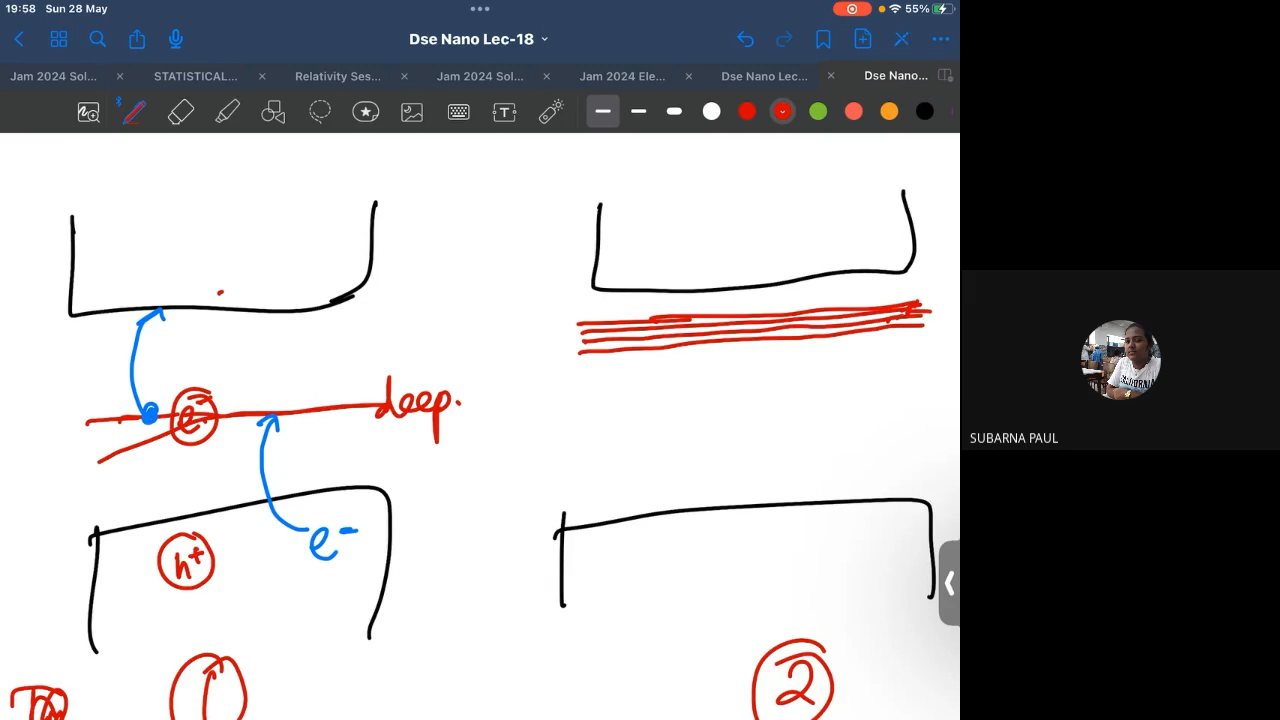 19:58 Sun 28 May
55%
Dse Nano Lec-18
Jam 2024 Sol...
STATISTICAL...
Relativity Ses...
Jam 2024 Sol...
Jam 2024 Ele...
Dse Nano Lec...
Dse Nano...
T
deep.
e⁻
e⁻
h⁺
SUBARNA PAUL
1
2